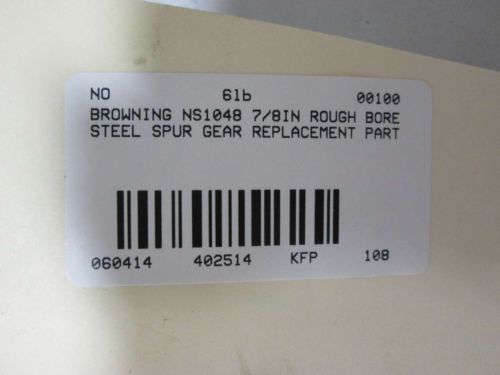 NO 6lb 00100
BROWNING NS1048 7/8IN ROUGH BORE
STEEL SPUR GEAR REPLACEMENT PART
060414 402514 KFP 108